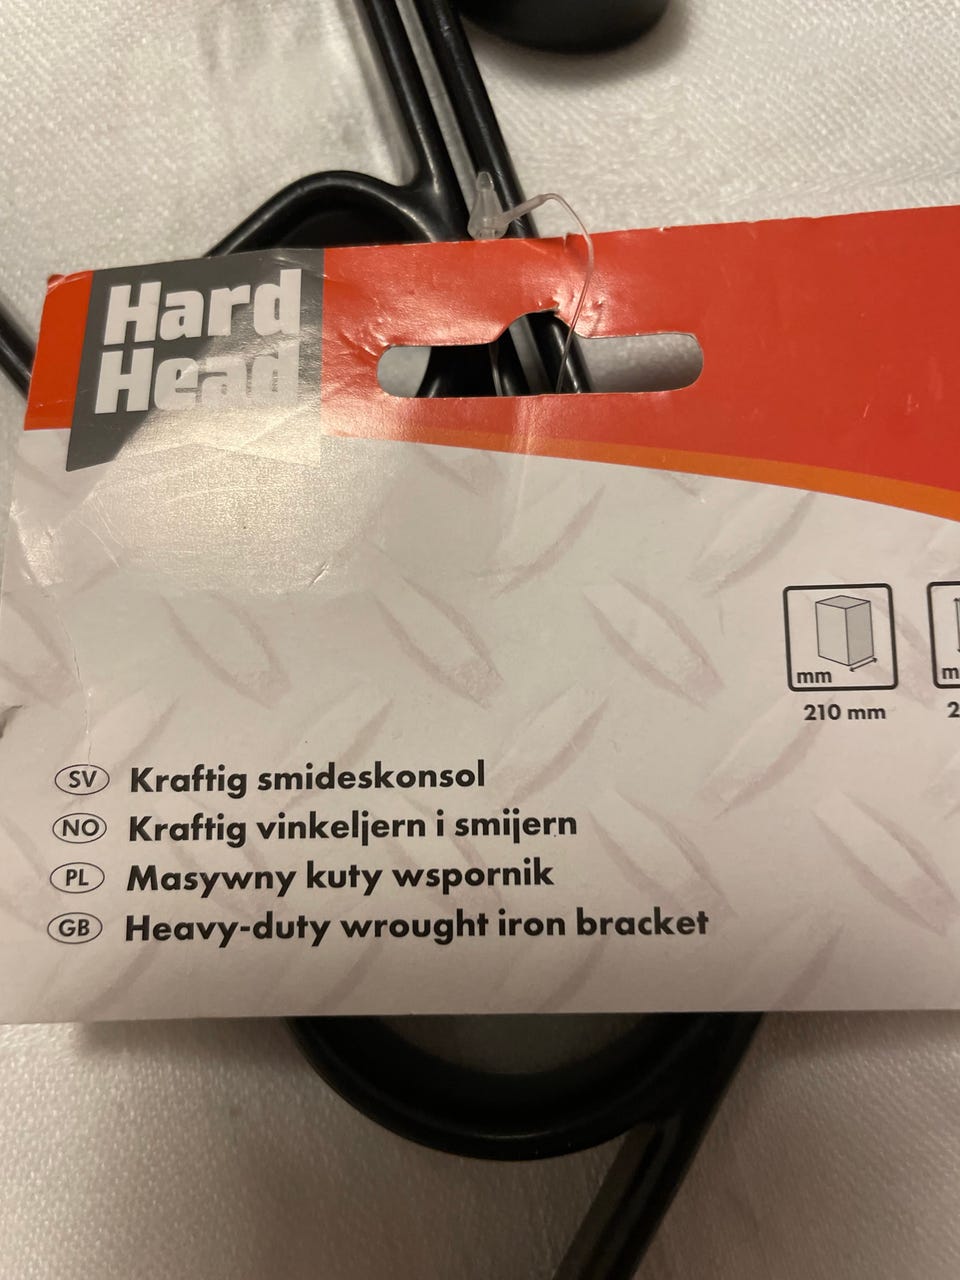 Hard
Head
mm
210 mm
SV Kraftig smideskonsol
NO Kraftig vinkeljern i smijern
PL Masywny kuty wspornik
GB Heavy-duty wrought iron bracket